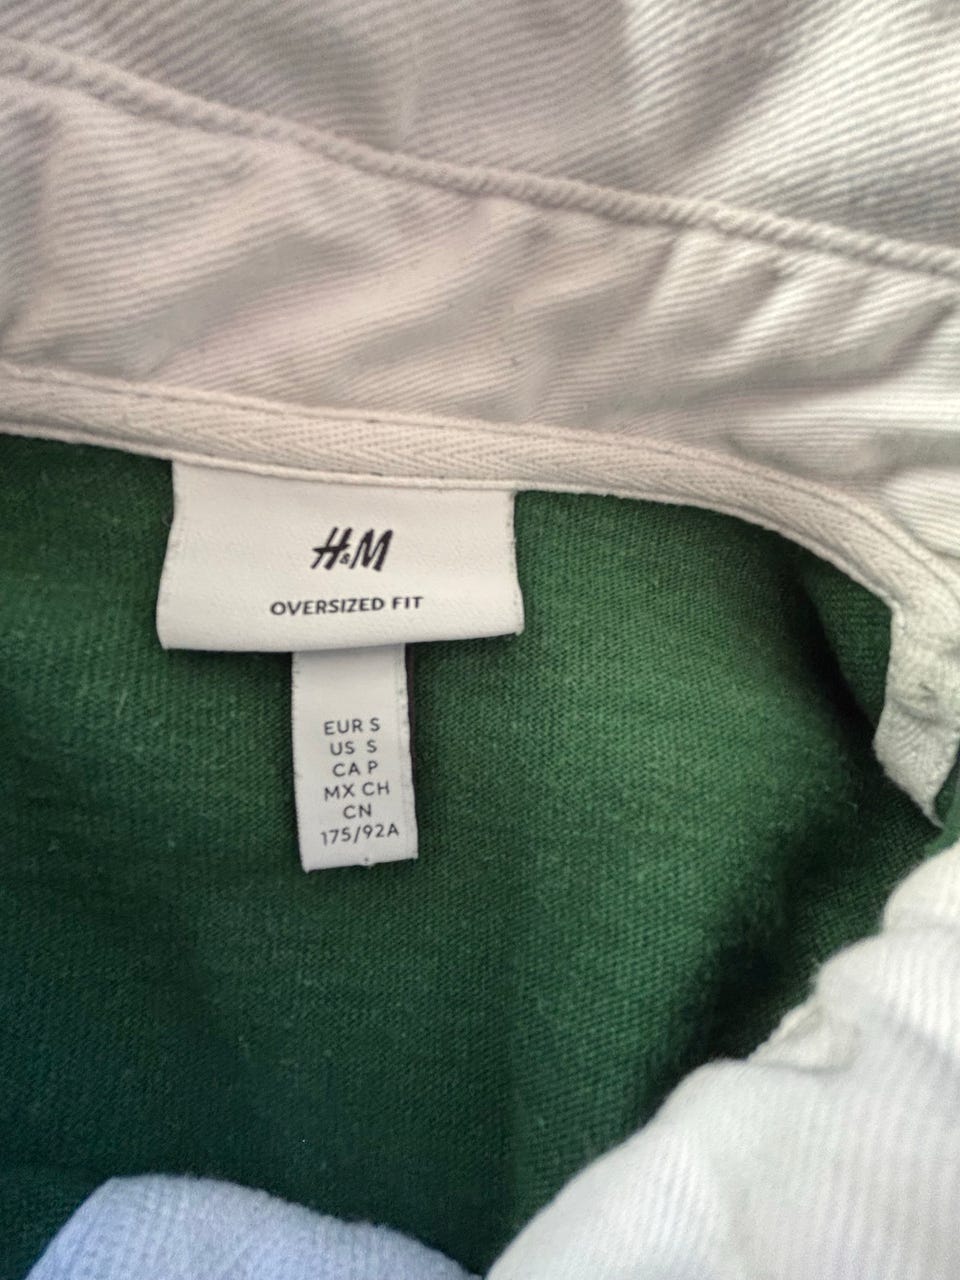 H&M
OVERSIZED FIT
EUR S
US S
CA P
MX CH
CN
175/92A